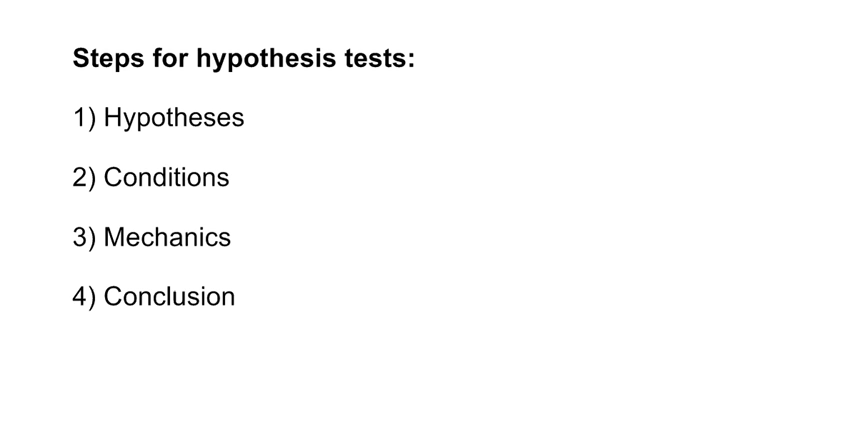 Steps for hypothesis tests:
1) Hypotheses
2) Conditions
3) Mechanics
4) Conclusion